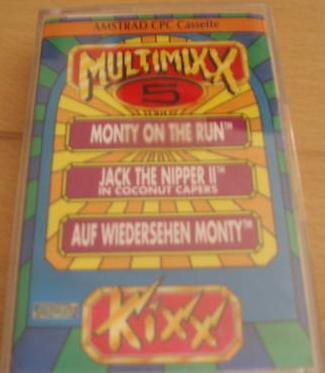 AMSTRAD CPC Cassette
MULTIMIXX
5
MONTY ON THE RUN™
JACK THE NIPPER II™
IN COCONUT CAPERS
AUF WIEDERSEHEN MONTY™
Kixx